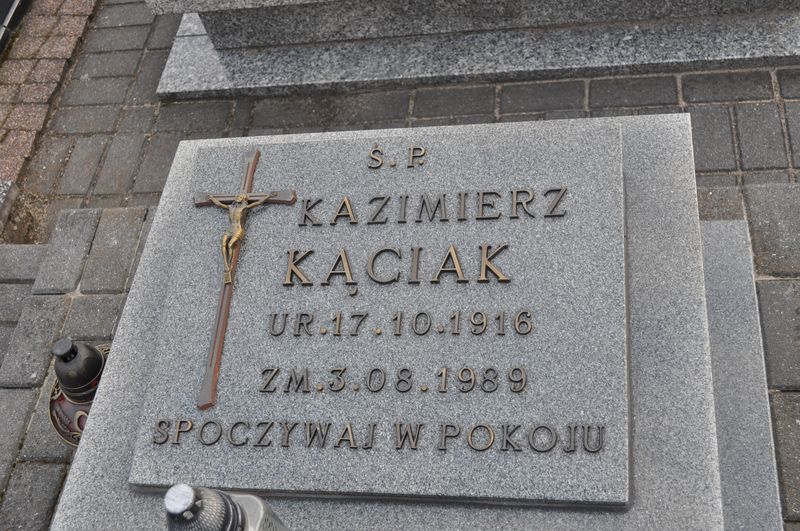 Ś.P.
KAZIMIERZ
KĄCIAK
UR.17.10.1916
ZM.3.08.1989
SPOCZYWAJ W POKOJU